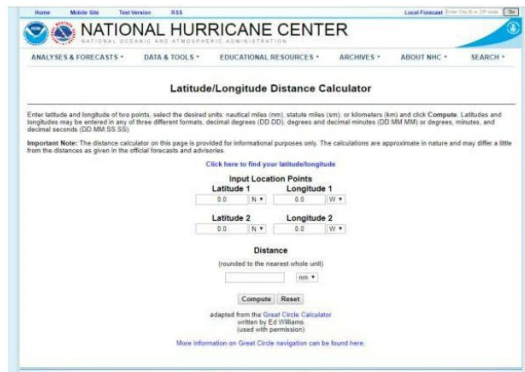 Home Mobile Site Text Version RSS Local Forecast Go
NATIONAL HURRICANE CENTER
NATIONAL OCEANIC AND ATMOSPHERIC ADMINISTRATION
ANALYSES & FORECASTS DATA & TOOLS EDUCATIONAL RESOURCES ARCHIVES ABOUT NHC SEARCH
Latitude/Longitude Distance Calculator
Enter latitude and longitude of two points, select the desired units: nautical miles (nm), statute miles (sm), or kilometers (km) and click Compute. Latitudes and
longitudes may be entered in any of three different formats, decimal degrees (DD.DD), degrees and decimal minutes (DD:MM.MM) or degrees, minutes, and
decimal seconds (DD:MM:SS.SS).
Important Note: The distance calculator on this page is provided for informational purposes only. The calculations are approximate in nature and may differ a little
from the distances as given in the official forecasts and advisories.
Click here to find your latitude/longitude
Input Location Points
Latitude 1 Longitude 1
0.0 N 0.0 W
Latitude 2 Longitude 2
0.0 N 0.0 W
Distance
(rounded to the nearest whole unit)
nm
Compute Reset
adapted from the Great Circle Calculator
written by Ed Williams
(used with permission)
More information on Great Circle navigation can be found here.